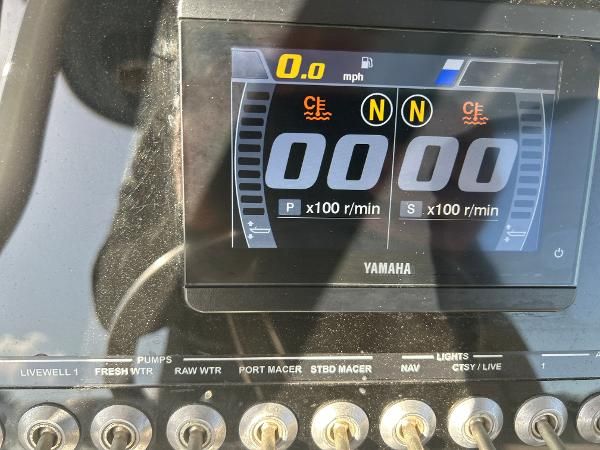 0.0 mph
N N
00 00
P x100 r/min S x100 r/min
YAMAHA
PUMPS LIGHTS
LIVEWELL 1 FRESH WTR RAW WTR PORT MACER STBD MACER NAV CTSY / LIVE 1